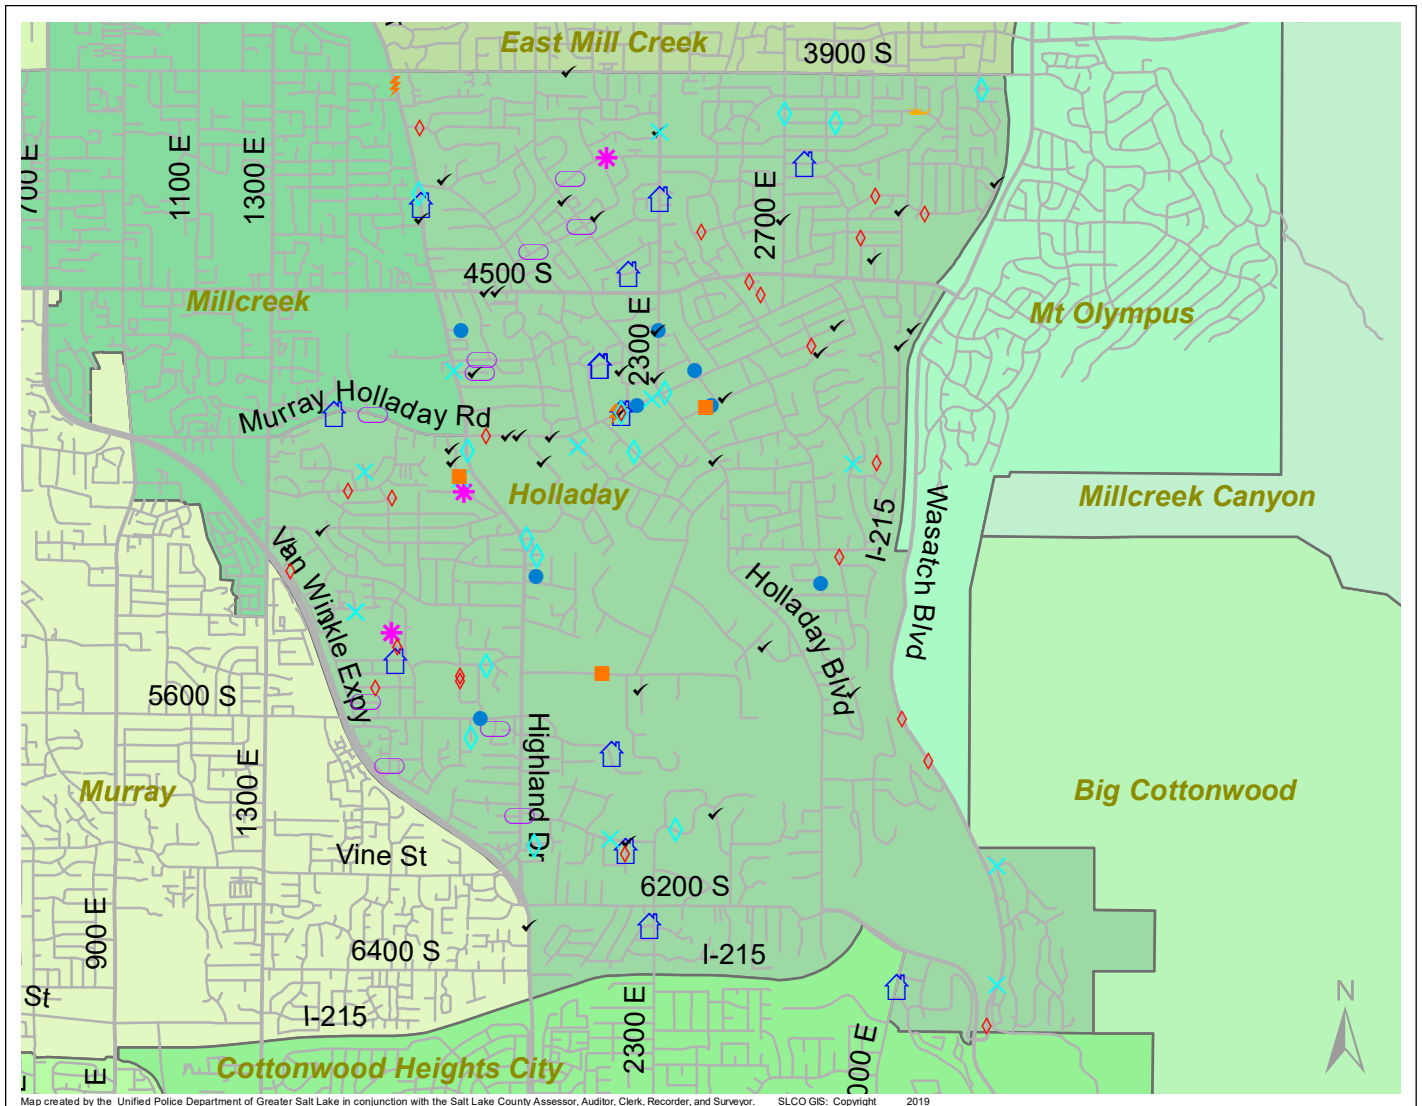 East Mill Creek
3900 S
700 E
1100 E
1300 E
2700 E
4500 S
Millcreek
2300 E
Mt Olympus
Murray Holladay Rd
Holladay
Millcreek Canyon
I-215
Wasatch Blvd
Van Winkle Expy
Holladay Blvd
5600 S
Highland Dr
1300 E
Murray
Big Cottonwood
Vine St
6200 S
900 E
6400 S
I-215
St
I-215
2300 E
N
000 E
E
E
Cottonwood Heights City
Map created by the Unified Police Department of Greater Salt Lake in conjunction with the Salt Lake County Assessor, Auditor, Clerk, Recorder, and Surveyor. SLCO GIS: Copyright 2019